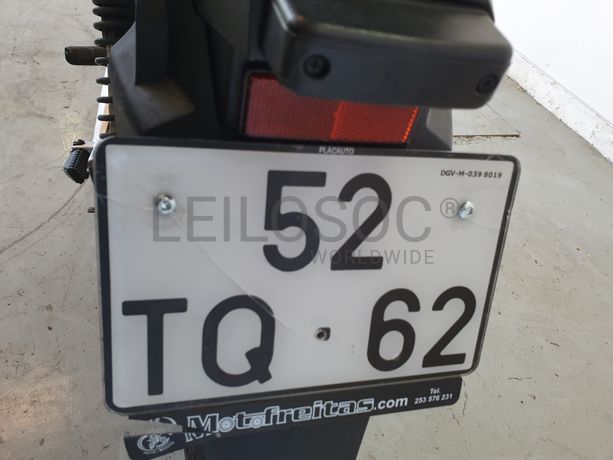 PLACAUTO
DGV-M-039 8019
52
LEILOSOC®
WORLDWIDE
TQ 62
Motofreitas.com
Tel.
253 576 231